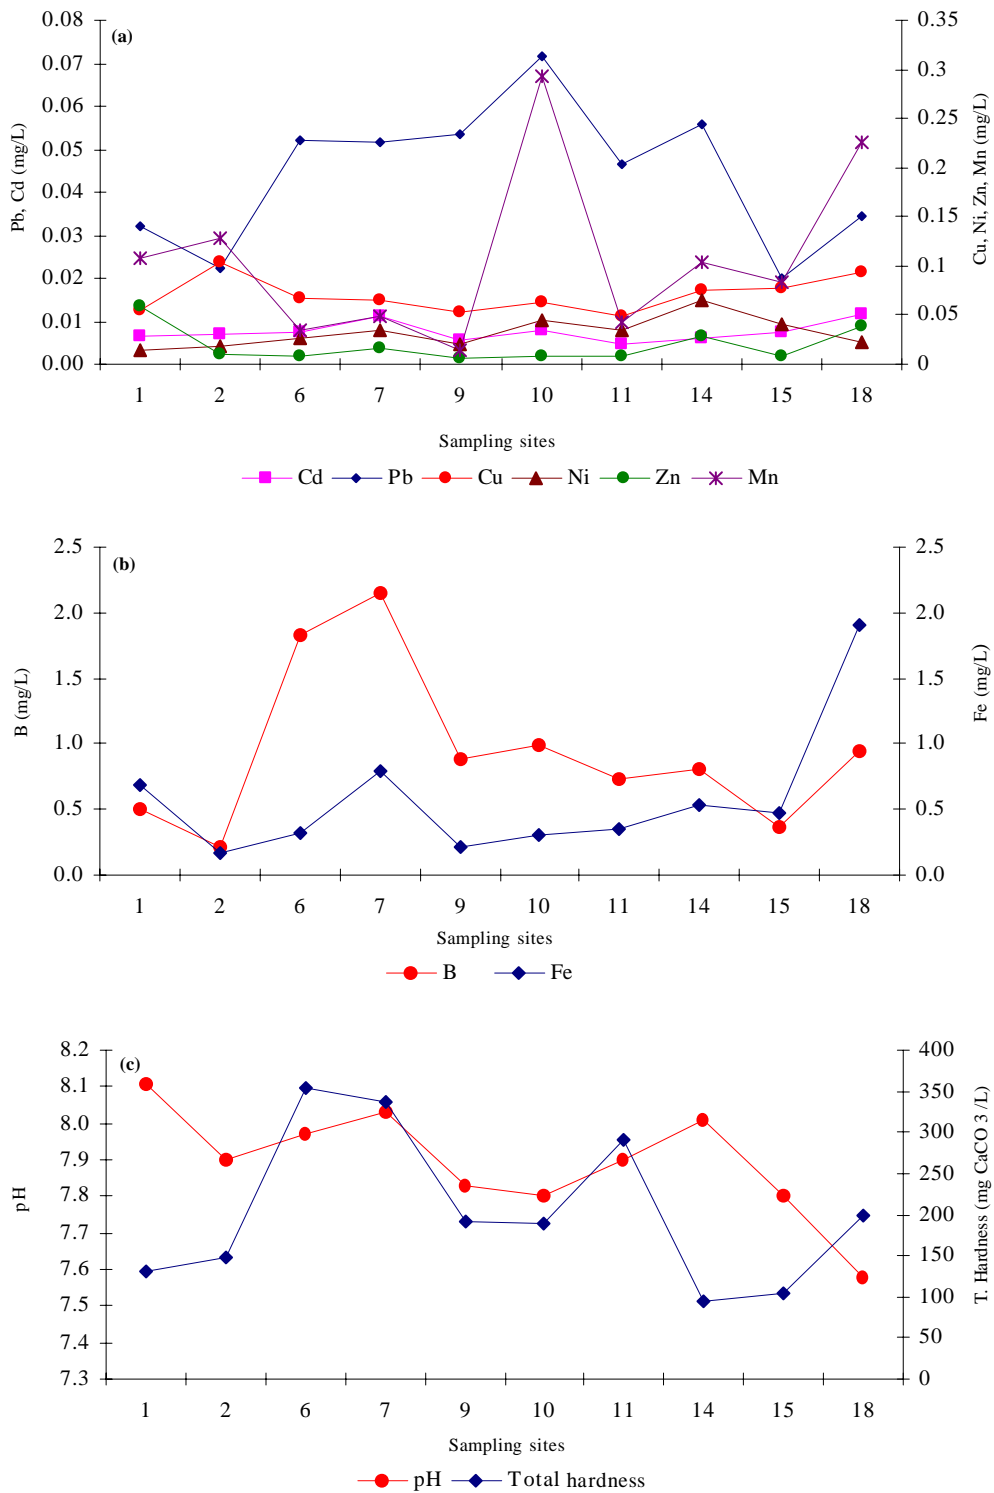 (a)
0.08
0.07
0.06
0.05
0.04
0.03
0.02
0.01
0.00
Pb, Cd (mg/L)
0.35
0.3
0.25
0.2
0.15
0.1
0.05
0
Cu, Ni, Zn, Mn (mg/L)
1 2 6 7 9 10 11 14 15 18
Sampling sites
Cd Pb Cu Ni Zn Mn
(b)
2.5
2.0
1.5
1.0
0.5
0.0
B (mg/L)
2.5
2.0
1.5
1.0
0.5
0.0
Fe (mg/L)
1 2 6 7 9 10 11 14 15 18
Sampling sites
B Fe
(c)
8.2
8.1
8.0
7.9
7.8
7.7
7.6
7.5
7.4
7.3
pH
400
350
300
250
200
150
100
50
0
T. Hardness (mg CaCO 3 /L)
1 2 6 7 9 10 11 14 15 18
Sampling sites
pH Total hardness